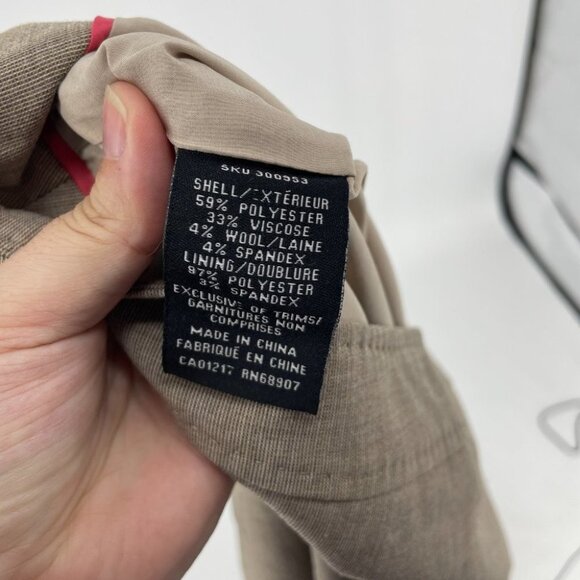 SKU 300953
SHELL/EXTÉRIEUR
59% POLYESTER
33% VISCOSE
4% WOOL/LAINE
4% SPANDEX
LINING/DOUBLURE
97% POLYESTER
3% SPANDEX
EXCLUSIVE OF TRIMS/
GARNITURES NON
COMPRISES
MADE IN CHINA
FABRIQUÉ EN CHINE
CA01217 RN68907